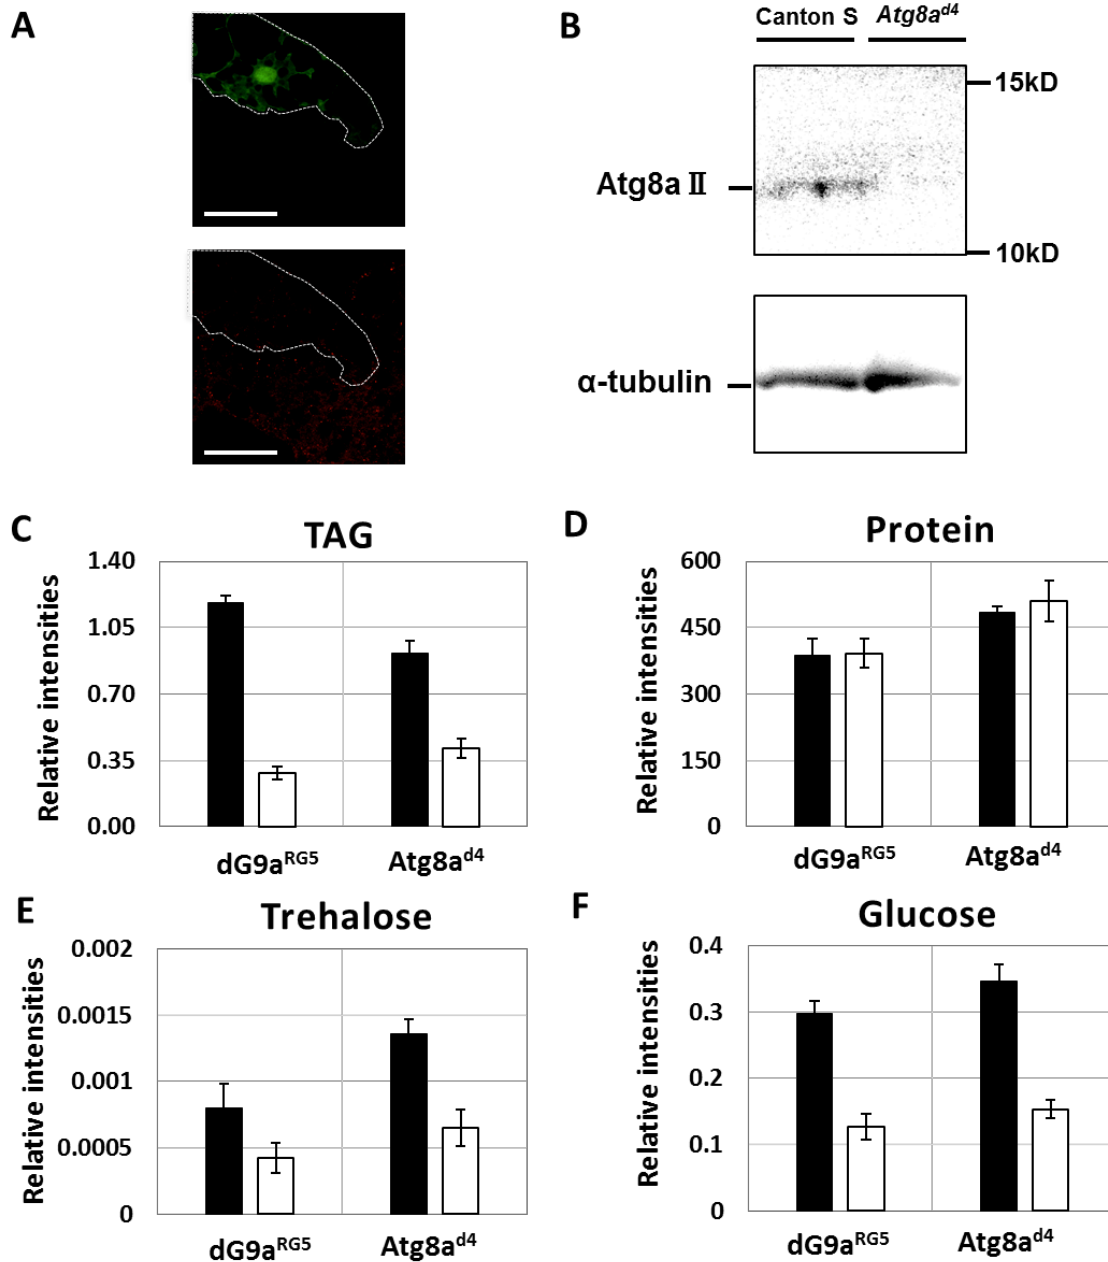 A
B
Canton S Atg8a^d4
15kD
Atg8a Ⅱ
10kD
α-tubulin
C
TAG
Relative intensities
1.40
1.05
0.70
0.35
0.00
dG9a^RG5 Atg8a^d4
D
Protein
Relative intensities
600
450
300
150
0
dG9a^RG5 Atg8a^d4
E
Trehalose
Relative intensities
0.002
0.0015
0.001
0.0005
0
dG9a^RG5 Atg8a^d4
F
Glucose
Relative intensities
0.4
0.3
0.2
0.1
0
dG9a^RG5 Atg8a^d4